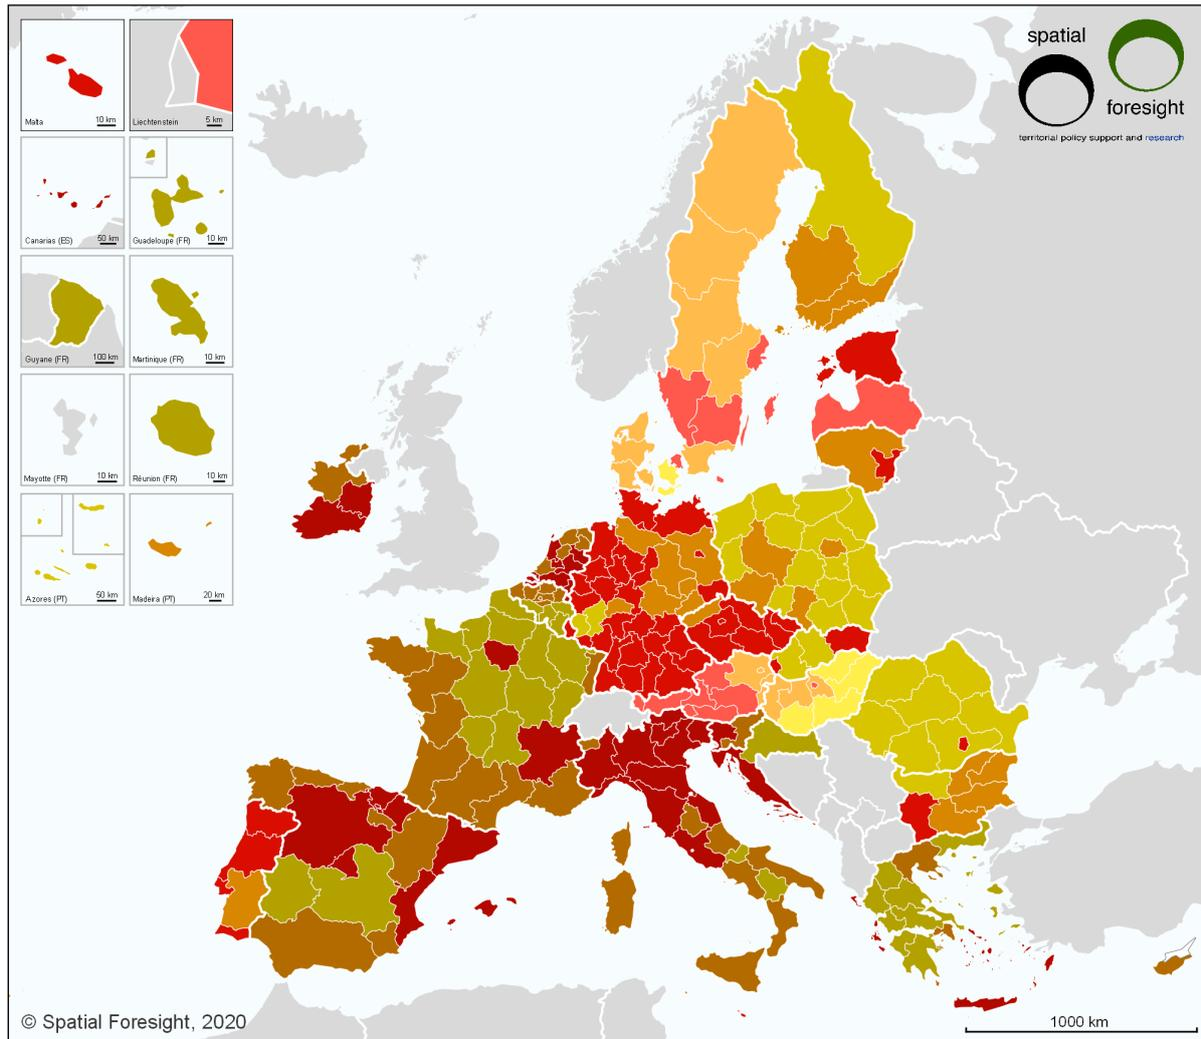 Malta
10 km
Liechtenstein
5 km
spatial
foresight
territorial policy support and research
Canarias (ES)
50 km
Guadeloupe (FR)
10 km
Guyane (FR)
100 km
Martinique (FR)
10 km
Mayotte (FR)
10 km
Réunion (FR)
10 km
Azores (PT)
50 km
Madeira (PT)
20 km
© Spatial Foresight, 2020
1000 km